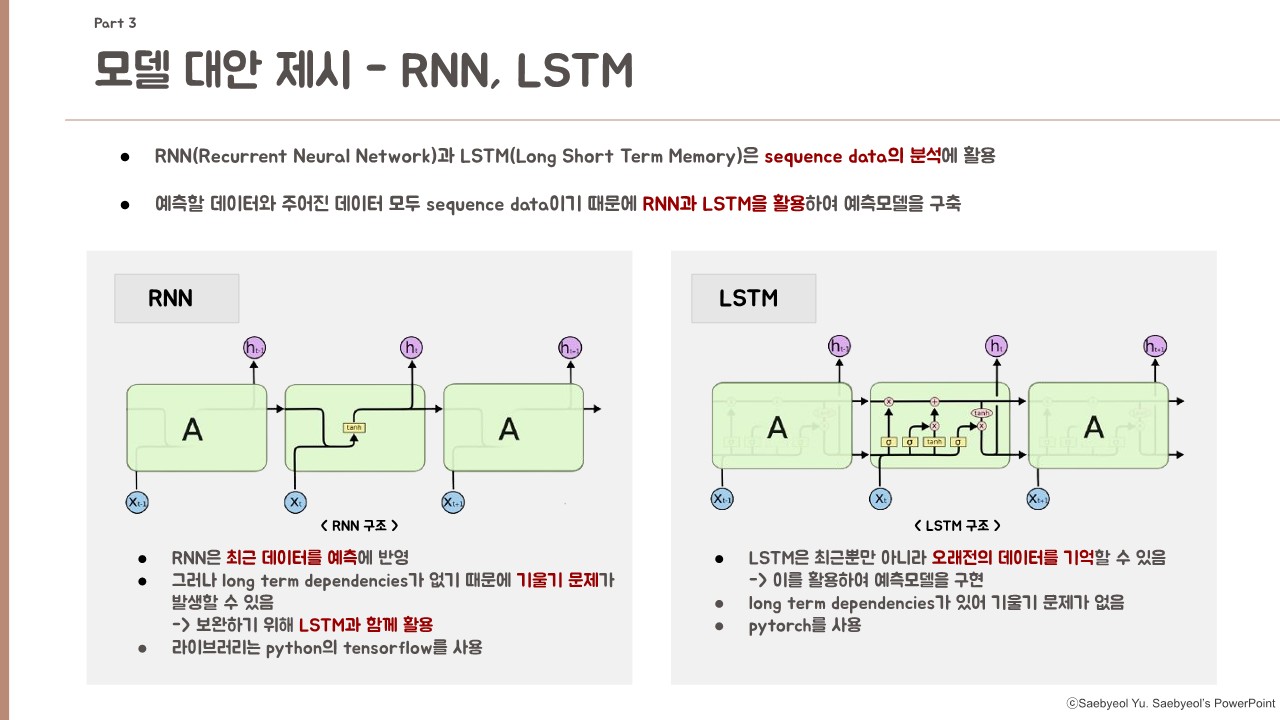 Part 3
모델 대안 제시 - RNN, LSTM
● RNN(Recurrent Neural Network)과 LSTM(Long Short Term Memory)은 sequence data의 분석에 활용
● 예측할 데이터와 주어진 데이터 모두 sequence data이기 때문에 RNN과 LSTM을 활용하여 예측모델을 구축
RNN
h t-1
h t
h t+1
A
tanh
A
X t-1
X t
X t+1
< RNN 구조 >
● RNN은 최근 데이터를 예측에 반영
● 그러나 long term dependencies가 없기 때문에 기울기 문제가
발생할 수 있음
-> 보완하기 위해 LSTM과 함께 활용
● 라이브러리는 python의 tensorflow를 사용
LSTM
h t-1
h t
h t+1
A
x + tanh
x x
σ σ tanh σ
A
X t-1
X t
X t+1
< LSTM 구조 >
● LSTM은 최근뿐만 아니라 오래전의 데이터를 기억할 수 있음
-> 이를 활용하여 예측모델을 구현
● long term dependencies가 있어 기울기 문제가 없음
● pytorch를 사용
ⓒSaebyeol Yu. Saebyeol's PowerPoint